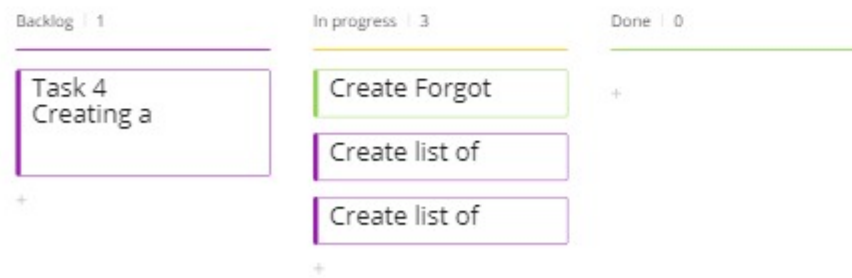 Backlog | 1
Task 4
Creating a
+
In progress | 3
Create Forgot
Create list of
Create list of
+
Done | 0
+